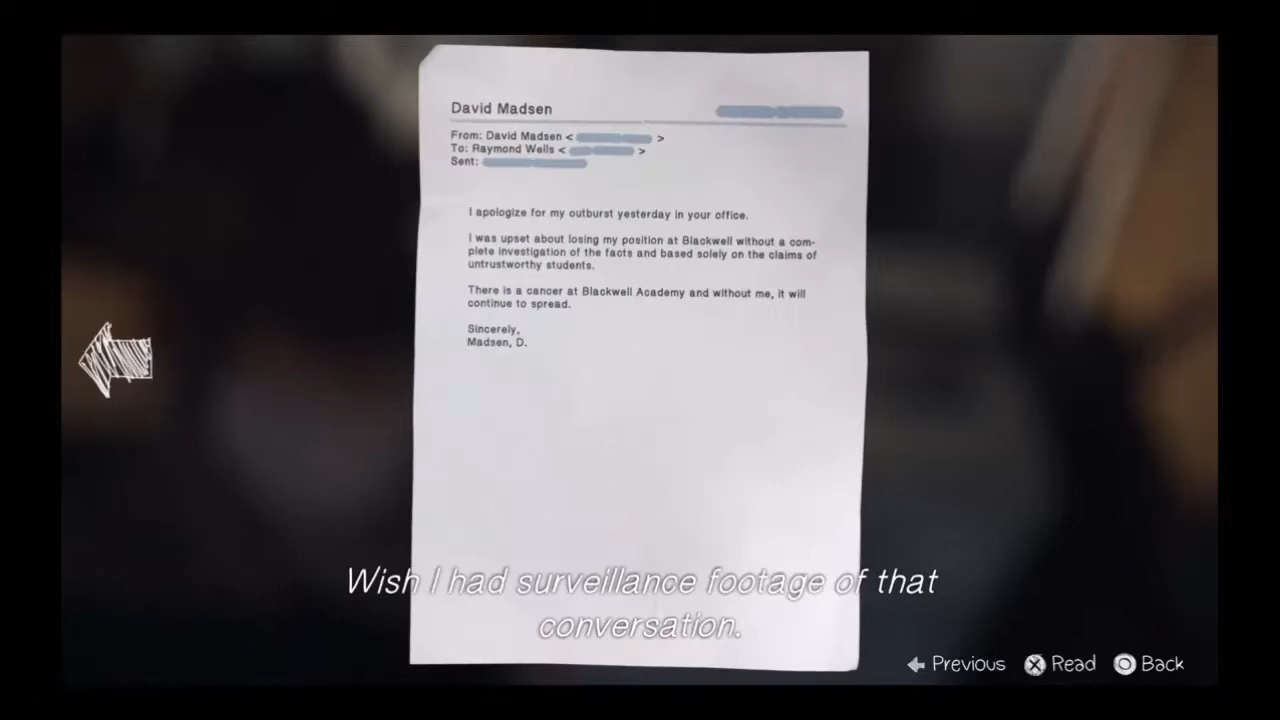 David Madsen
From: David Madsen < >
To: Raymond Wells < >
Sent:
I apologize for my outburst yesterday in your office.
I was upset about losing my position at Blackwell without a com-
plete investigation of the facts and based solely on the claims of
untrustworthy students.
There is a cancer at Blackwell Academy and without me, it will
continue to spread.
Sincerely,
Madsen, D.
Wish I had surveillance footage of that
conversation.
Previous Read Back